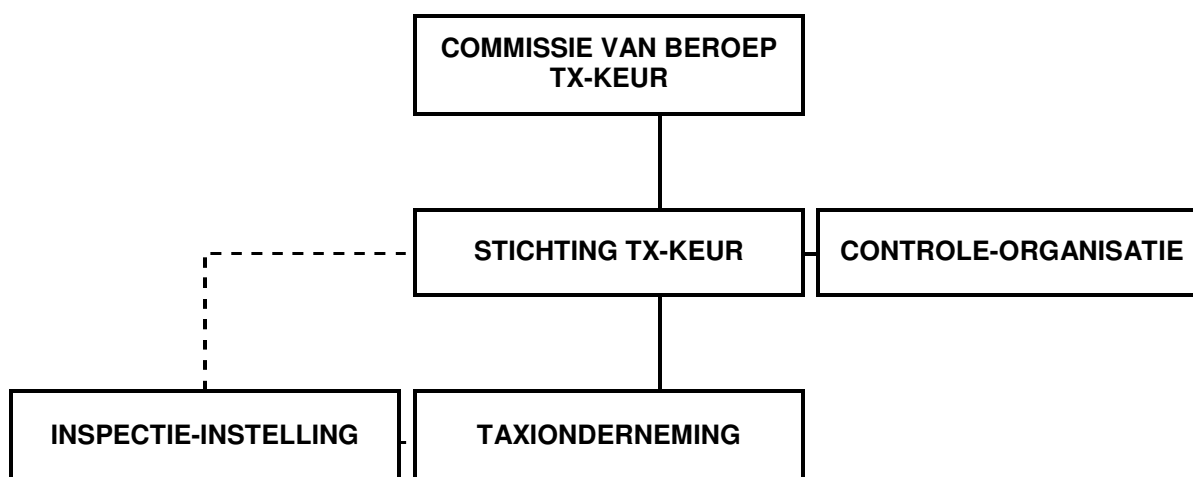 COMMISSIE VAN BEROEP
TX-KEUR
STICHTING TX-KEUR
CONTROLE-ORGANISATIE
INSPECTIE-INSTELLING
TAXIONDERNEMING